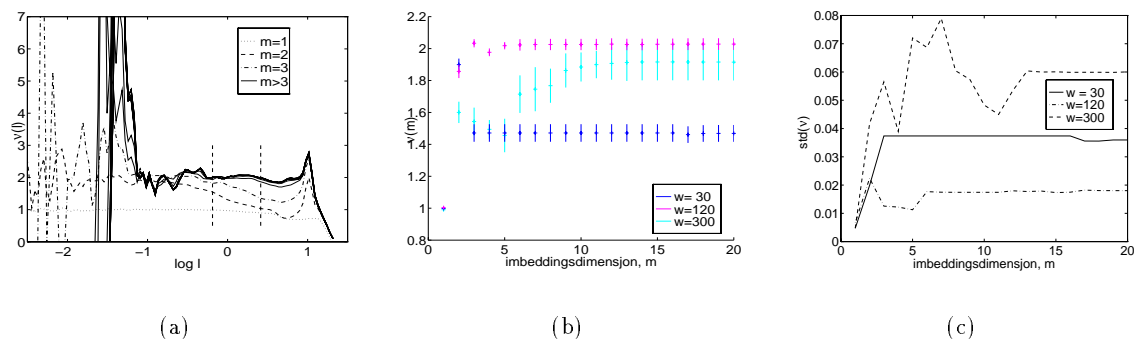 7
6
5
4
3
2
1
0
ν(l)
−2
−1
0
1
log l
m=1
m=2
m=3
m>3
(a)
2.2
2
1.8
1.6
1.4
1.2
1
0.8
ν(m)
0
5
10
15
20
imbeddingsdimensjon, m
w= 30
w=120
w=300
(b)
0.08
0.07
0.06
0.05
0.04
0.03
0.02
0.01
0
std(ν)
0
5
10
15
20
imbeddingsdimensjon, m
w = 30
w=120
w=300
(c)